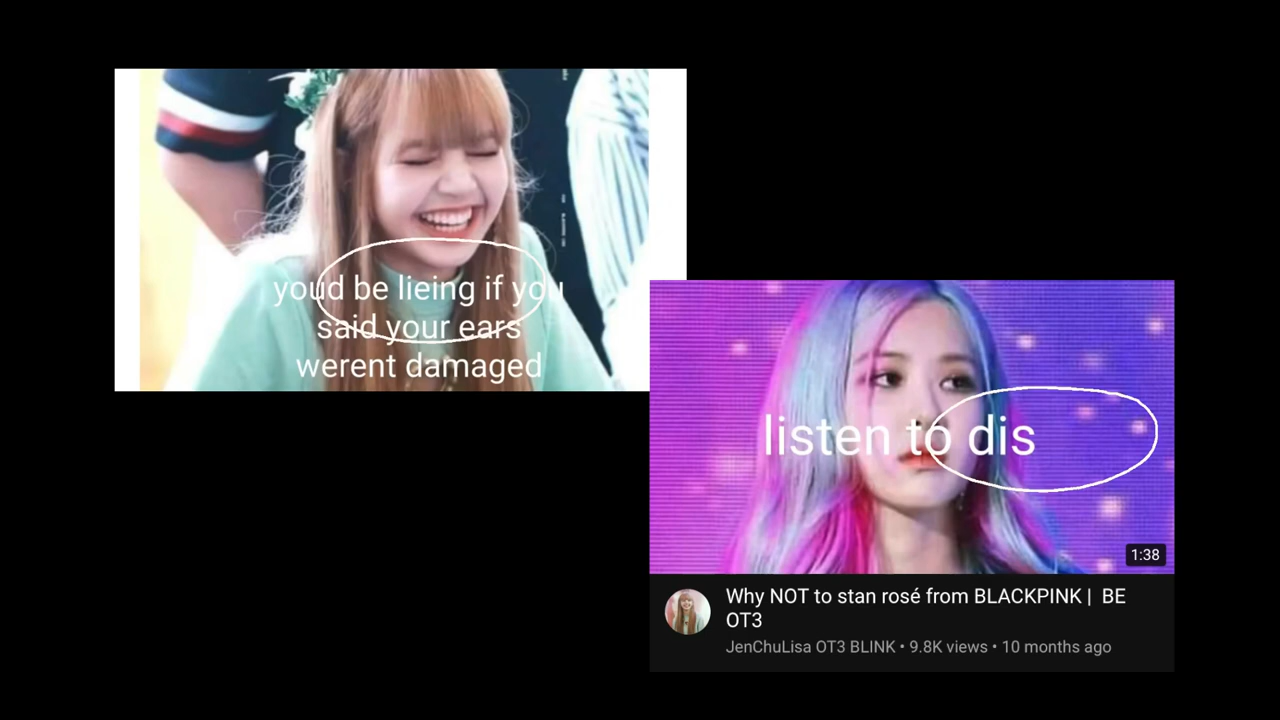 youd be lieing if you
said your ears
werent damaged
listen to dis
1:38
Why NOT to stan rosé from BLACKPINK | BE
OT3
JenChuLisa OT3 BLINK • 9.8K views • 10 months ago